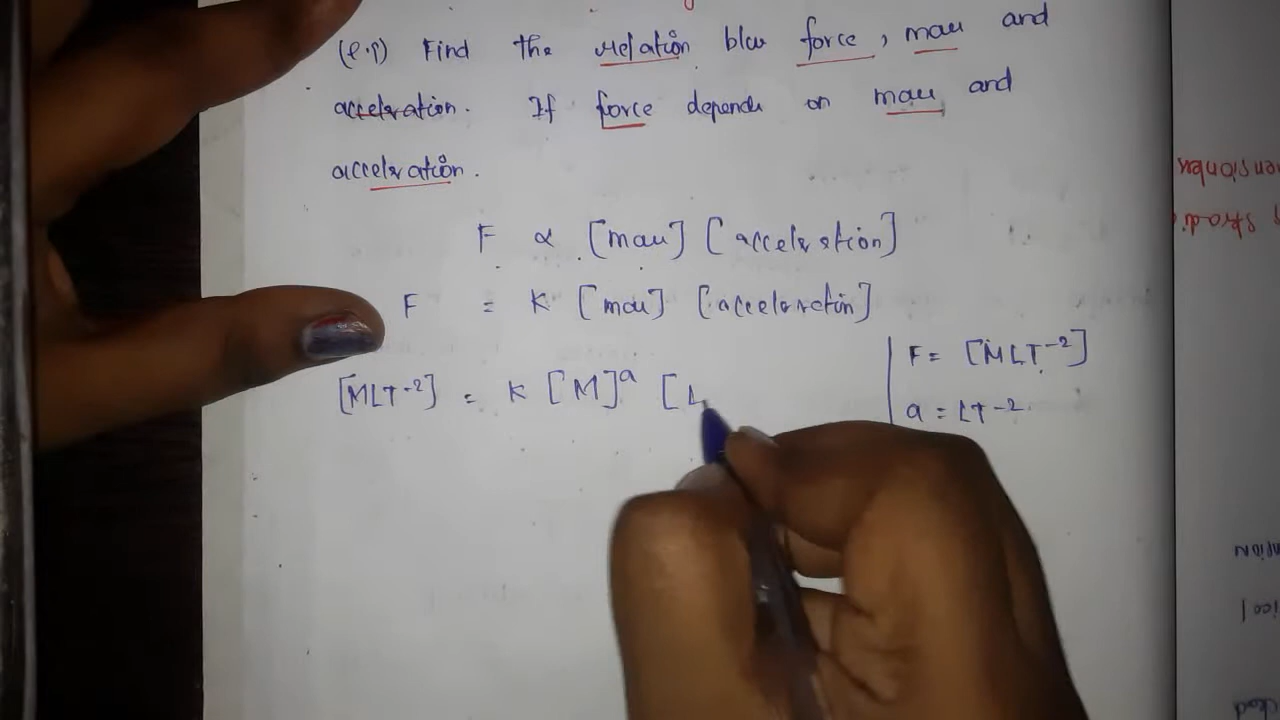 (e.g) Find the relation b/w force, mass and
acceleration. If force depends on mass and
accelration.
F ∝ [mass] [acceleration]
F = K [mass] [acceleration]
[MLT⁻²] = K [M]ᵃ [L
F = [MLT⁻²]
a = LT⁻²